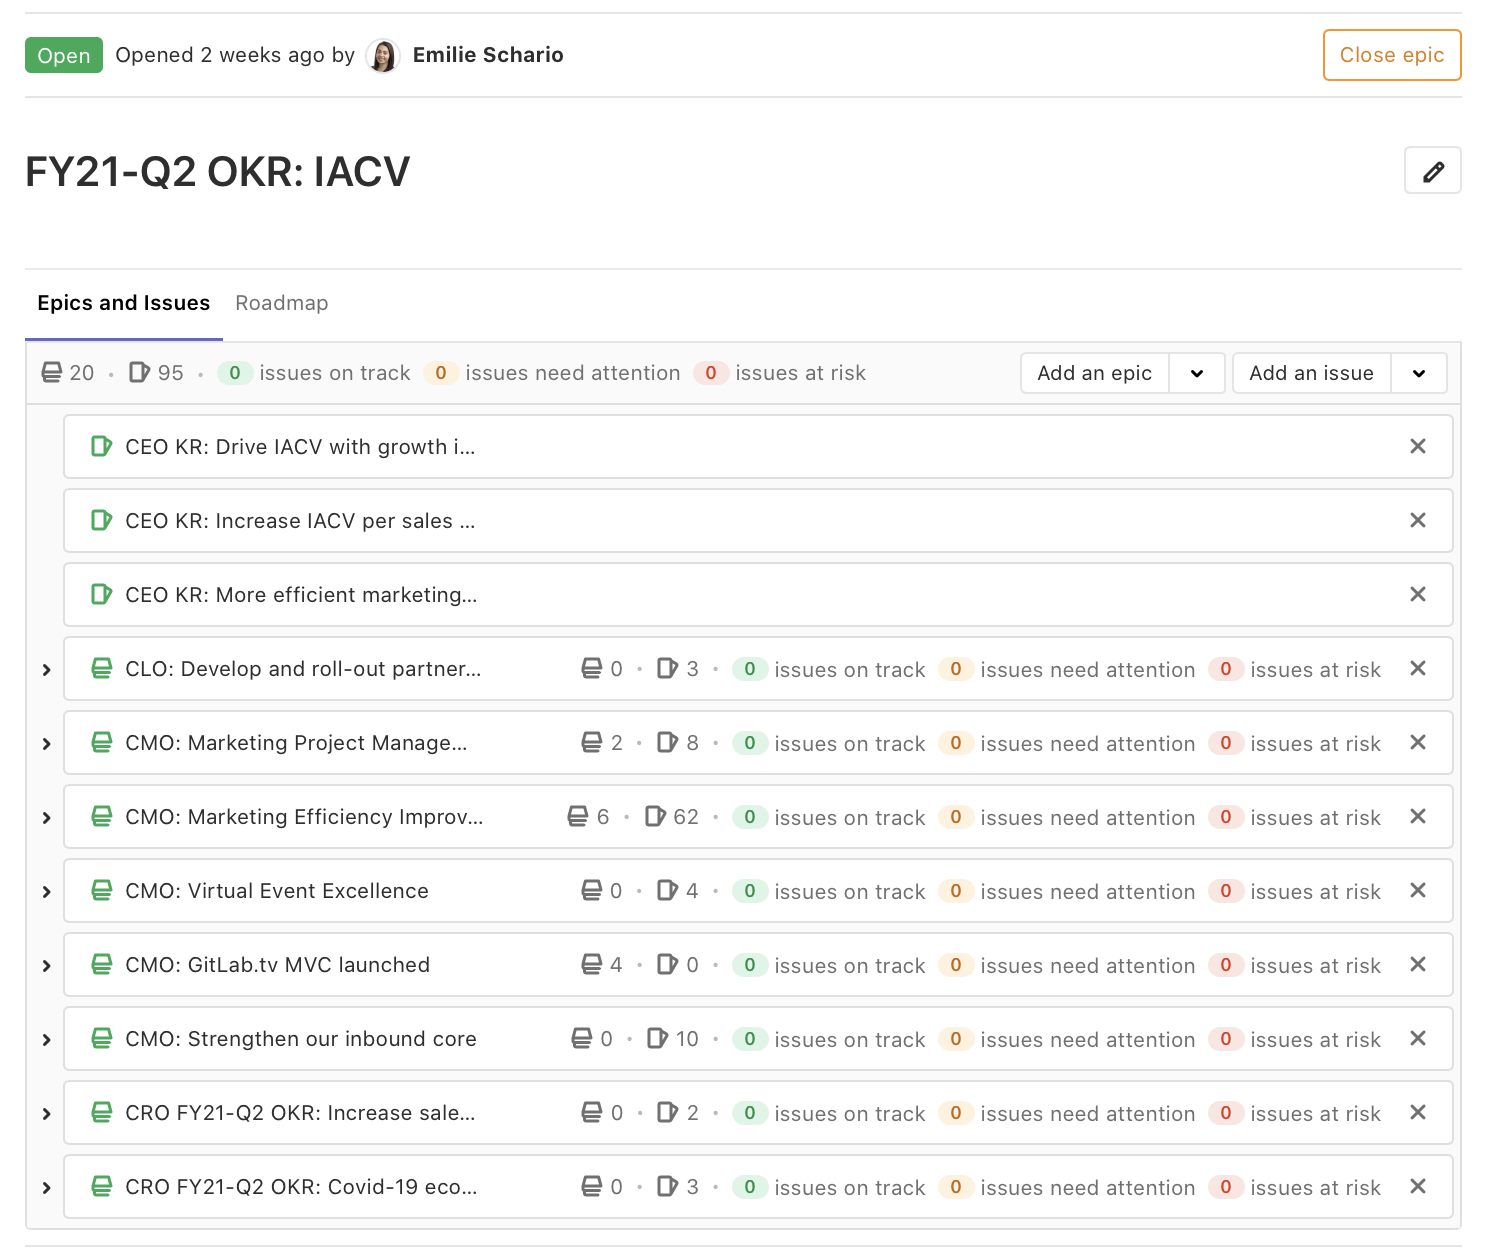 Open Opened 2 weeks ago by Emilie Schario Close epic
FY21-Q2 OKR: IACV
Epics and Issues Roadmap
20 • 95 • 0 issues on track 0 issues need attention 0 issues at risk Add an epic Add an issue
CEO KR: Drive IACV with growth i...
CEO KR: Increase IACV per sales ...
CEO KR: More efficient marketing...
CLO: Develop and roll-out partner... 0 • 3 • 0 issues on track 0 issues need attention 0 issues at risk
CMO: Marketing Project Manage... 2 • 8 • 0 issues on track 0 issues need attention 0 issues at risk
CMO: Marketing Efficiency Improv... 6 • 62 • 0 issues on track 0 issues need attention 0 issues at risk
CMO: Virtual Event Excellence 0 • 4 • 0 issues on track 0 issues need attention 0 issues at risk
CMO: GitLab.tv MVC launched 4 • 0 • 0 issues on track 0 issues need attention 0 issues at risk
CMO: Strengthen our inbound core 0 • 10 • 0 issues on track 0 issues need attention 0 issues at risk
CRO FY21-Q2 OKR: Increase sale... 0 • 2 • 0 issues on track 0 issues need attention 0 issues at risk
CRO FY21-Q2 OKR: Covid-19 eco... 0 • 3 • 0 issues on track 0 issues need attention 0 issues at risk